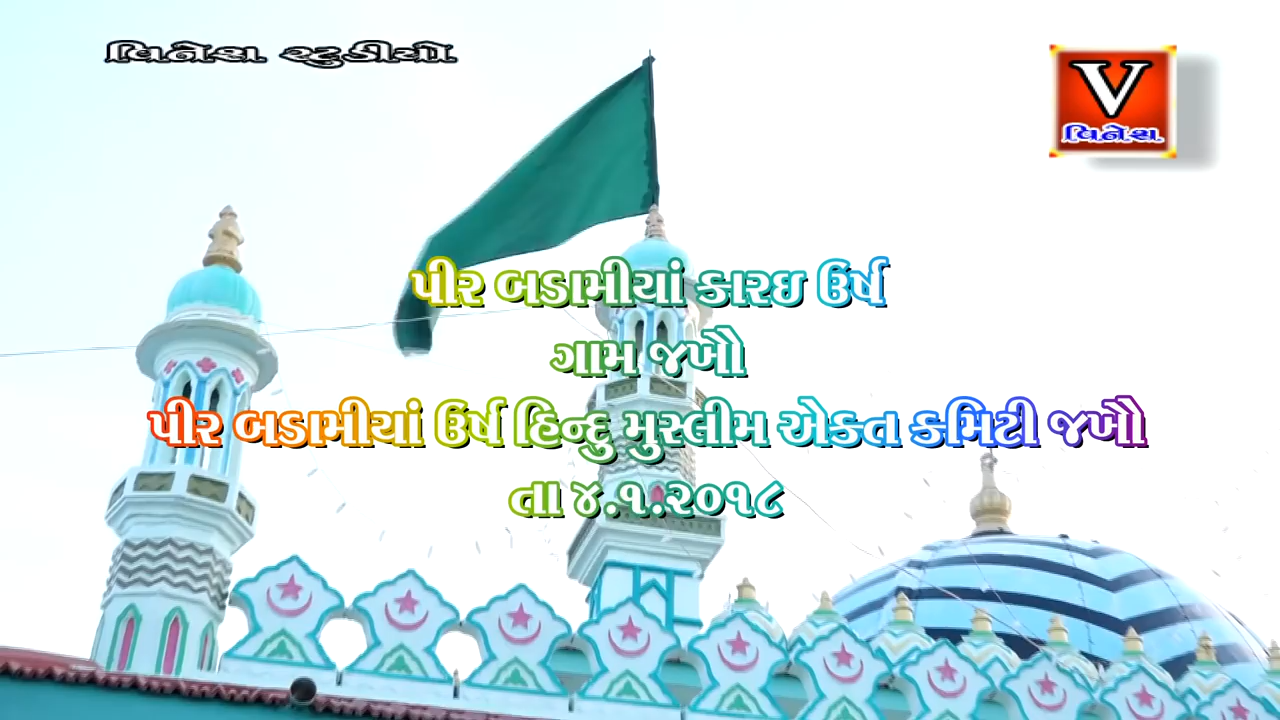 વિનેશ સ્ટુડીયો
V
વિનેશ
પીર બડામીયાં કારઇ ઉર્ષ
ગામ જખૌ
પીર બડામીયાં ઉર્ષ હિન્દુ મુસ્લીમ એકત કમિટી જખૌ
તા ૪.૧.૨૦૧૮